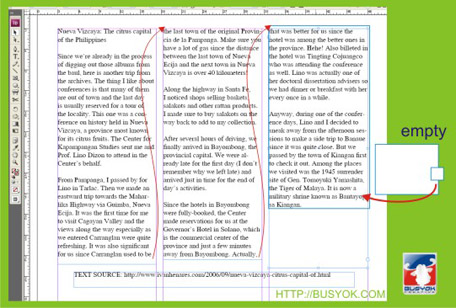 Nueva Vizcaya: The citrus capital
of the Philippines
Since we're already in the process
of digging out those albums from
the baul, here is another trip from
the archives. The thing I like about
conferences is that many of them
are out of town and the last day
is usually reserved for a tour of
the locality. This one was a con-
ference on history held in Nueva
Vizcaya, a province most known
for its citrus fruits. The Center for
Kapampangan Studies sent me and
Prof. Lino Dizon to attend in the
Center's behalf.
From Pampanga, I passed by for
Lino in Tarlac. Then we made an
eastward trip towards the Mahar-
lika Highway via Guimba, Nueva
Ecija. It was the first time for me
to visit Cagayan Valley and the
views along the way especially as
we entered Carranglan were quite
refreshing. It was also significant
for us since Carranglan used to be
the last town of the original Provin-
cia de la Pampanga. Make sure you
have a lot of gas since the distance
between the last town of Nueva
Ecija and the next town in Nueva
Vizcaya is over 40 kilometers.
Along the highway in Santa Fe,
I noticed shops selling baskets,
salakots and other rattan products.
I made sure to buy salakots on the
way back to add to my collection.
After several hours of driving, we
finally arrived in Bayombong, the
provincial capital. We were al-
ready late for the first day (I don't
remember why we left late) and
arrived just in time for the end of
day's activities.
Since the hotels in Bayombong
were fully-booked, the Center
made reservations for us at the
Governor's Hotel in Solano, which
is the commercial center of the
province and just a few minutes
away from Bayombong. Actually,
that was better for us since the
hotel was among the better ones in
the province. Hehe! Also billeted in
the hotel was Tingting Cojuangco
who was attending the conference
as well. Lino was actually one of
her doctoral dissertation advisers so
we had dinner or breakfast with her
every once in a while.
Anyway, during one of the confer-
ence days, Lino and I decided to
sneak away from the afternoon ses-
sions to make a side trip to Banaue
since it was quite close. But we
passed by the town of Kiangan first
to check it out. Among the places
we visited was the 1945 surrender
site of Gen. Tomoyuki Yamashita,
the Tiger of Malaya. It is now a
military shrine known as Bantayog
sa Kiangan.
empty
TEXT SOURCE: http://www.ivanhenares.com/2006/09/nueva-vizcaya-citrus-capital-of.html
HTTP://BUSYOK.COM
BUSYOK